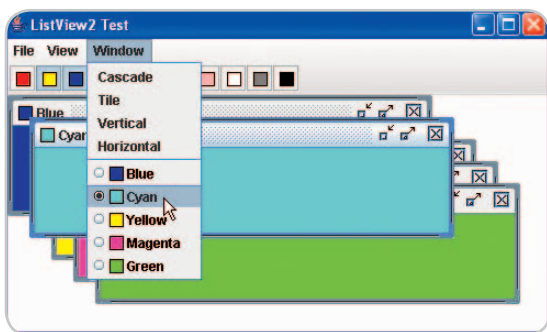 ListView2 Test
File View Window
Cascade
Tile
Vertical
Horizontal
Blue
Cyan
Yellow
Magenta
Green
Blue
Cyan